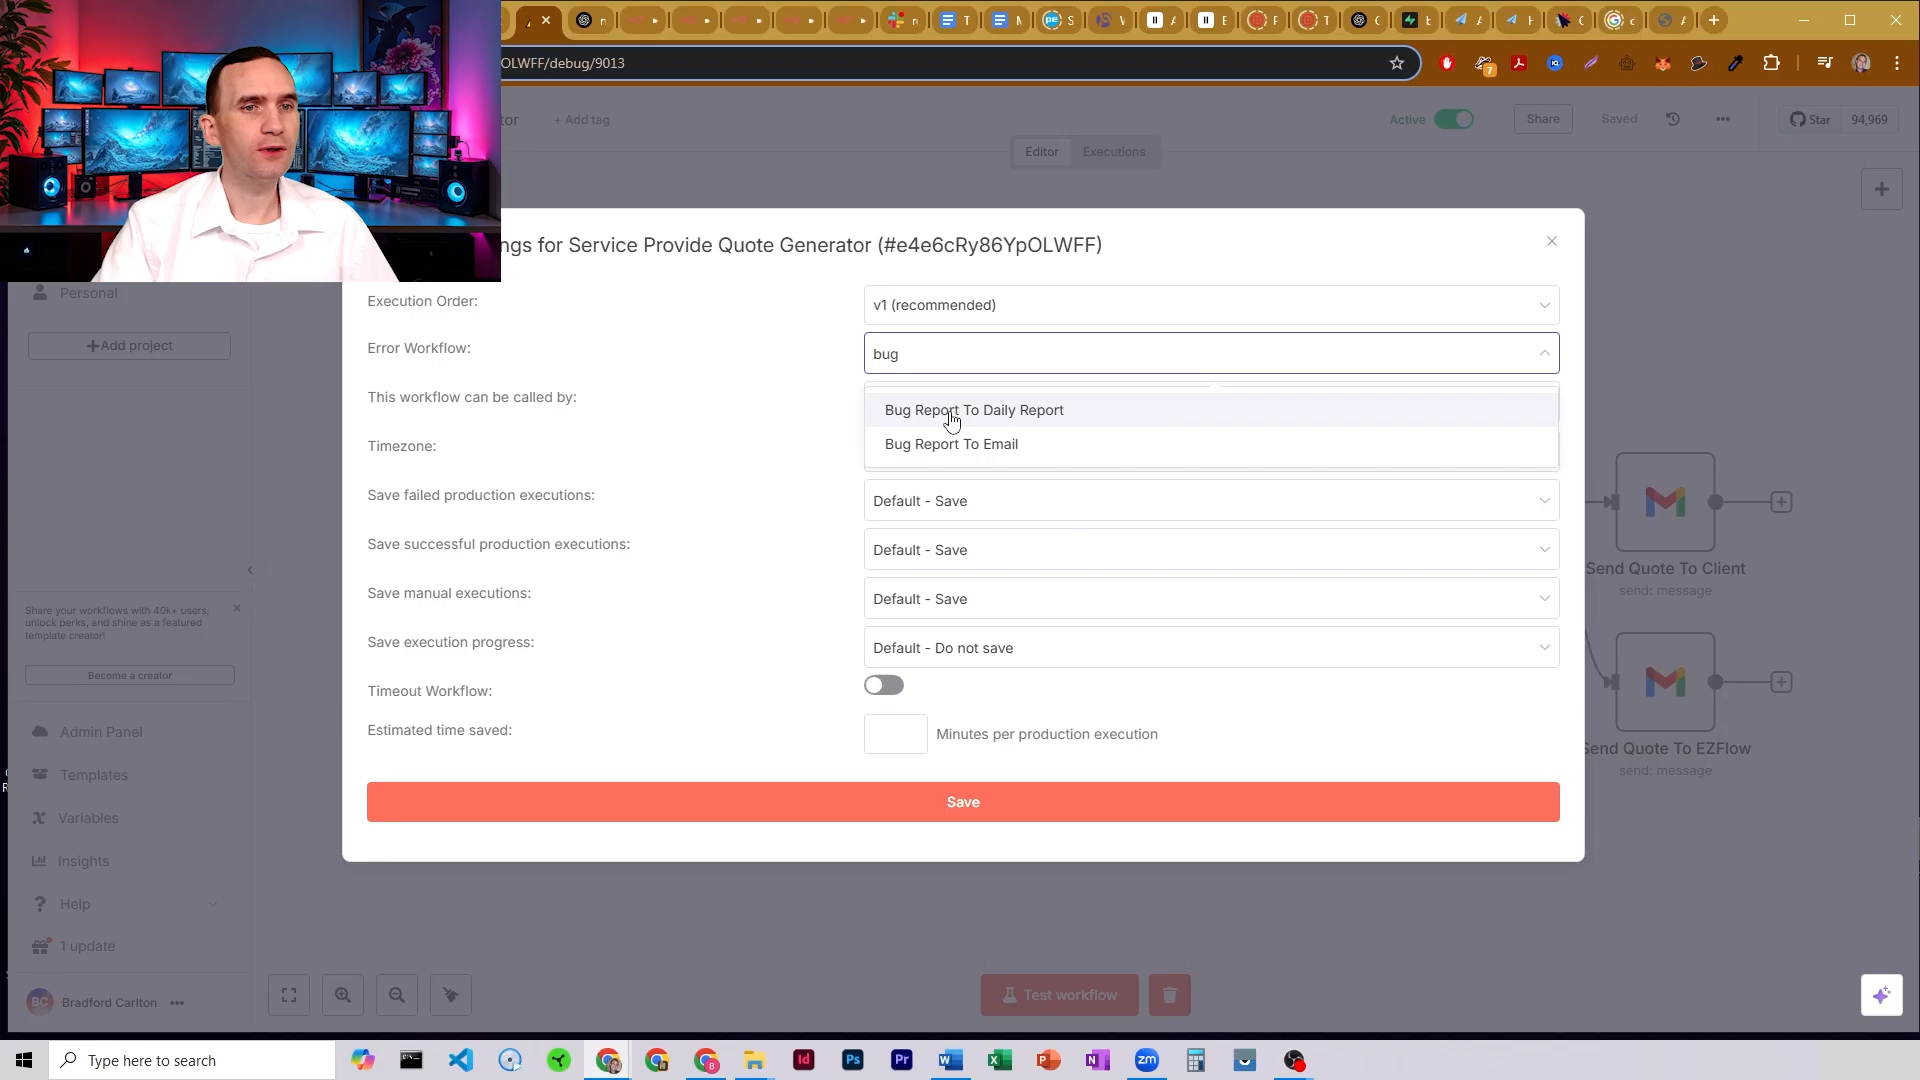 OLWFF/debug/9013
7
tor
+ Add tag
Active
Share
Saved
Star
94,969
Editor
Executions
ngs for Service Provide Quote Generator (#e4e6cRy86YpOLWFF)
Personal
Add project
Execution Order:
v1 (recommended)
Error Workflow:
bug
This workflow can be called by:
Bug Report To Daily Report
Timezone:
Bug Report To Email
Save failed production executions:
Default - Save
Save successful production executions:
Default - Save
Save manual executions:
Default - Save
Save execution progress:
Default - Do not save
Timeout Workflow:
Estimated time saved:
Minutes per production execution
Save
Send Quote To Client
send: message
Send Quote To EZFlow
send: message
Share your workflows with 40k+ users,
unlock perks, and shine as a featured
template creator!
Become a creator
Admin Panel
Templates
Variables
Insights
Help
1 update
BC
Bradford Carlton
Test workflow
Type here to search